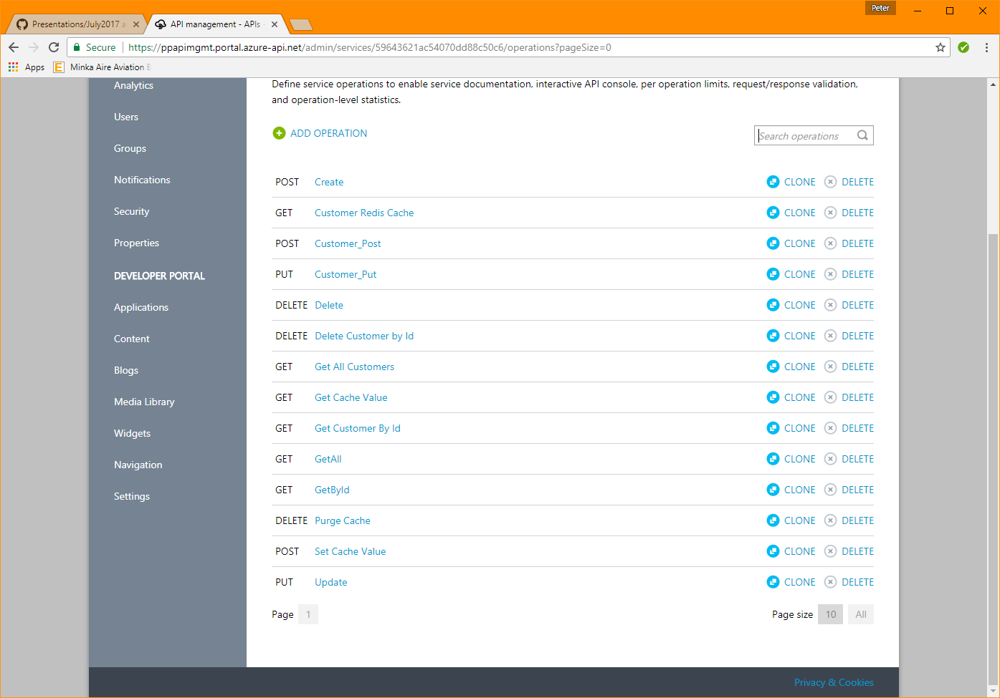 Peter
Presentations/July2017 a
API management - APIs
Secure
https://ppapimgmt.portal.azure-api.net/admin/services/59643621ac54070dd88c50c6/operations?pageSize=0
Apps
E
Minka Aire Aviation
Analytics
Users
Groups
Notifications
Security
Properties
DEVELOPER PORTAL
Applications
Content
Blogs
Media Library
Widgets
Navigation
Settings
Define service operations to enable service documentation, interactive API console, per operation limits, request/response validation,
and operation-level statistics.
ADD OPERATION
Search operations
POST Create CLONE DELETE
GET Customer Redis Cache CLONE DELETE
POST Customer_Post CLONE DELETE
PUT Customer_Put CLONE DELETE
DELETE Delete CLONE DELETE
DELETE Delete Customer by Id CLONE DELETE
GET Get All Customers CLONE DELETE
GET Get Cache Value CLONE DELETE
GET Get Customer By Id CLONE DELETE
GET GetAll CLONE DELETE
GET GetById CLONE DELETE
DELETE Purge Cache CLONE DELETE
POST Set Cache Value CLONE DELETE
PUT Update CLONE DELETE
Page 1
Page size 10 All
Privacy & Cookies